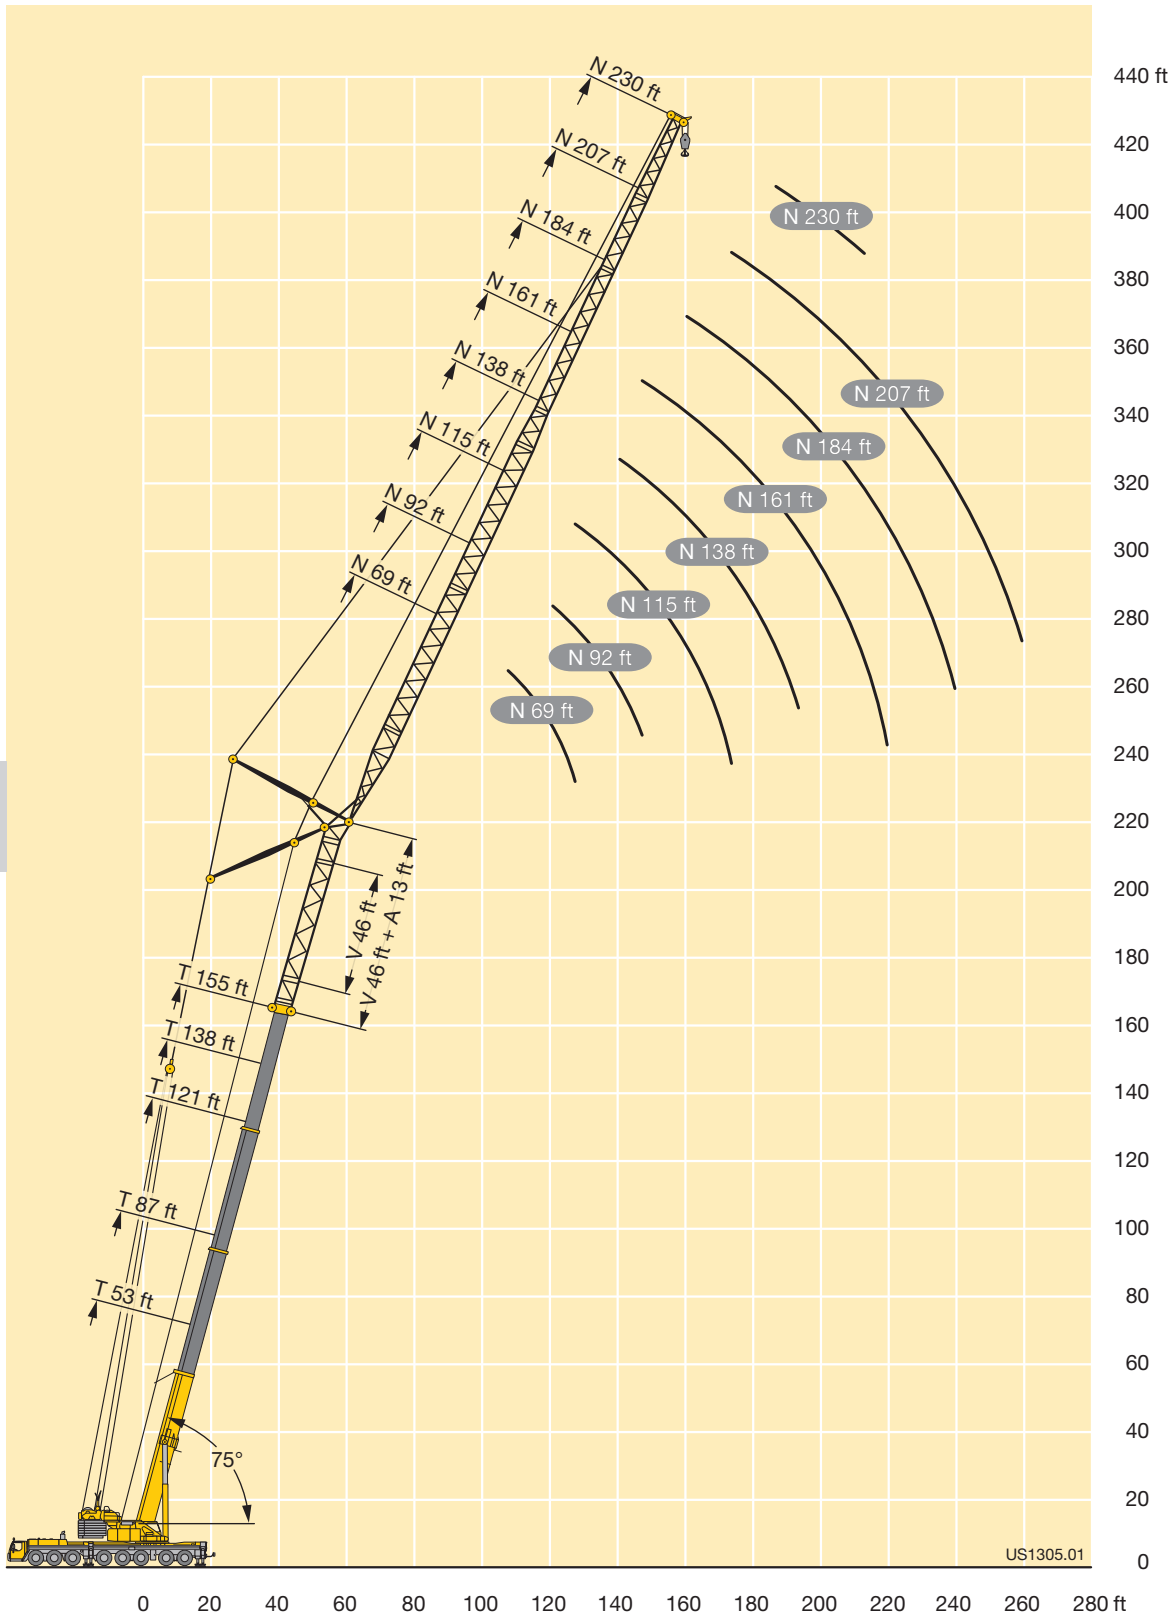 N 230 ft
440 ft
N 207 ft
420
N 184 ft
400
N 230 ft
N 161 ft
380
N 138 ft
360
N 207 ft
N 115 ft
340
N 184 ft
N 92 ft
320
N 161 ft
N 69 ft
300
N 138 ft
280
N 115 ft
260
N 92 ft
N 69 ft
240
220
V 46 ft
V 46 ft + A 13 ft
200
180
T 155 ft
160
T 138 ft
T 121 ft
140
120
T 87 ft
100
T 53 ft
80
60
40
75°
20
US1305.01
0
0 20 40 60 80 100 120 140 160 180 200 220 240 260 280 ft